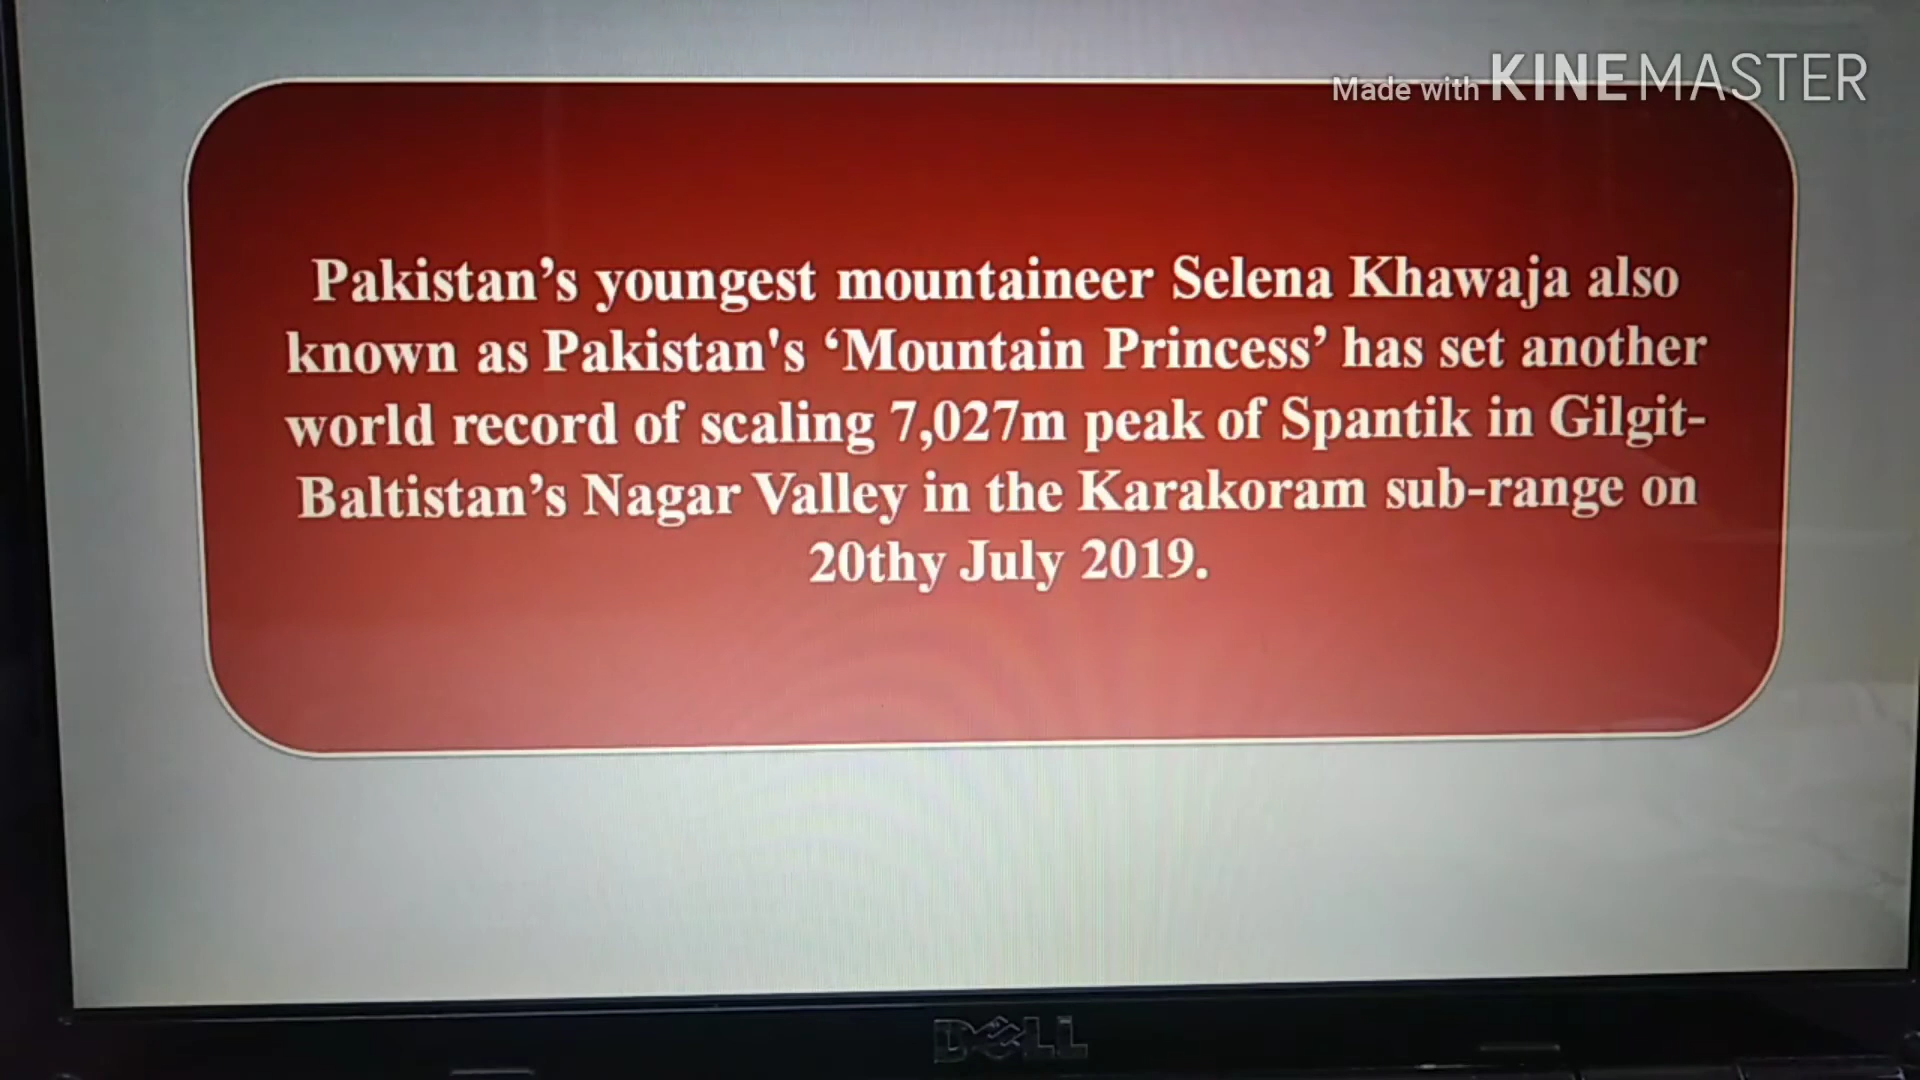 Made with KINEMASTER
Pakistan’s youngest mountaineer Selena Khawaja also
known as Pakistan's ‘Mountain Princess’ has set another
world record of scaling 7,027m peak of Spantik in Gilgit-
Baltistan’s Nagar Valley in the Karakoram sub-range on
20thy July 2019.
DELL